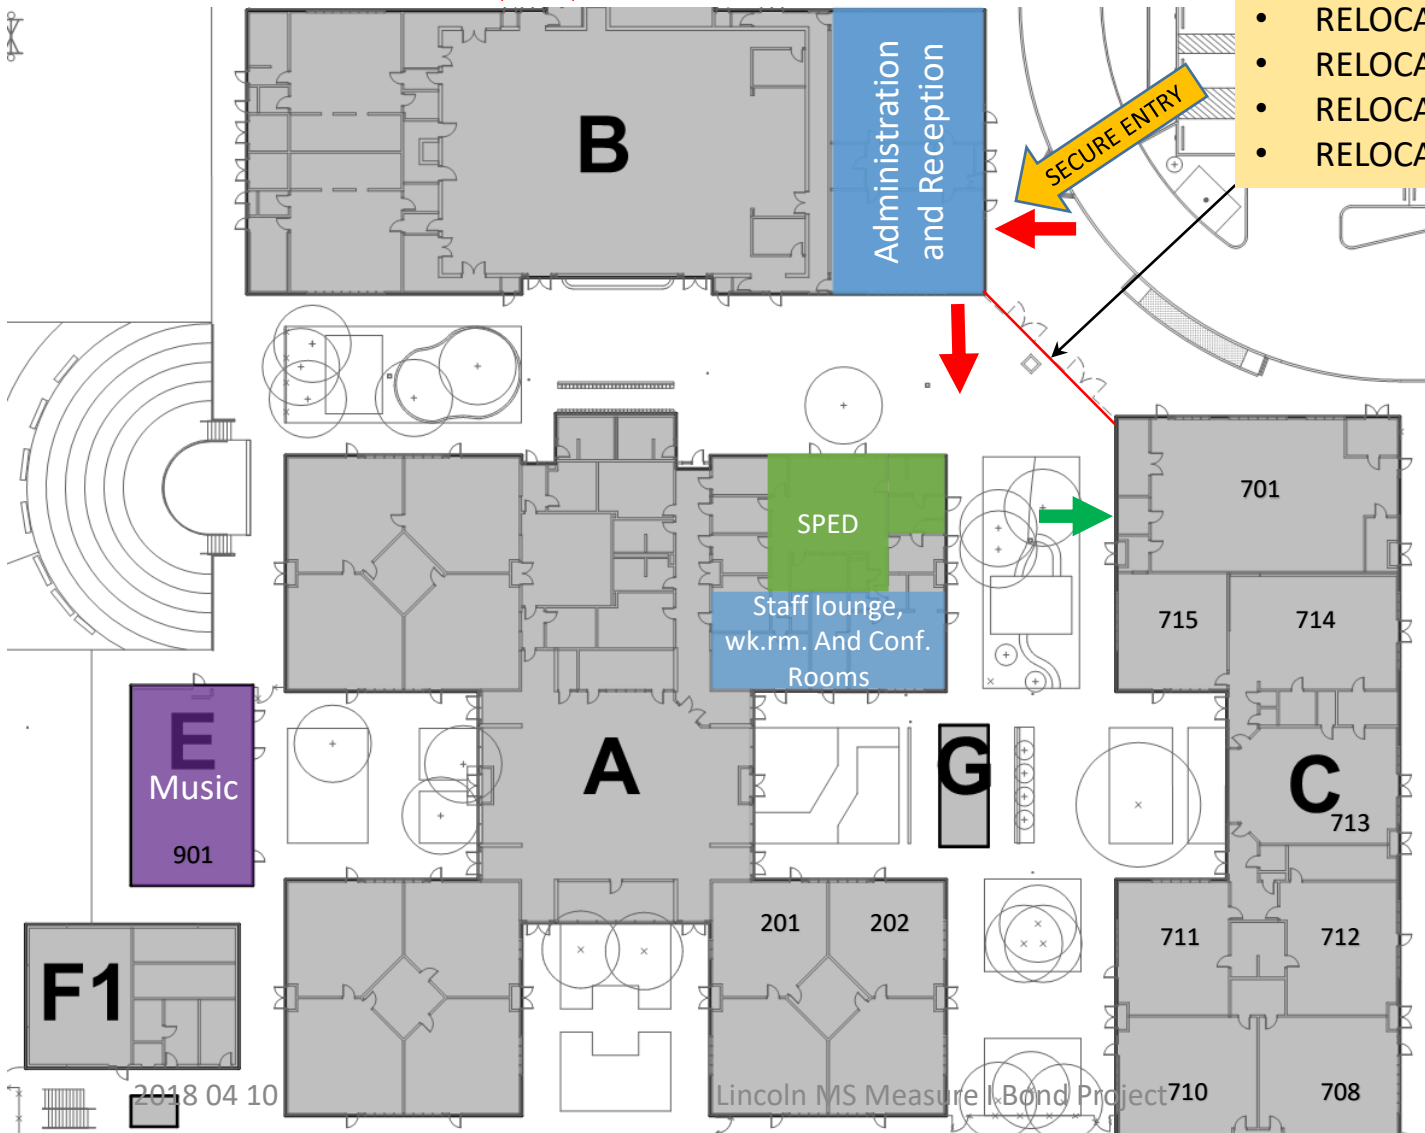 • RELOCA
• RELOCA
• RELOCA
• RELOCA
B
Administration
and Reception
SECURE ENTRY
701
SPED
Staff lounge,
wk.rm. And Conf.
Rooms
715
714
E
Music
901
A
G
C
713
201
202
711
712
F1
710
708
2018 04 10
Lincoln MS Measure I Bond Project